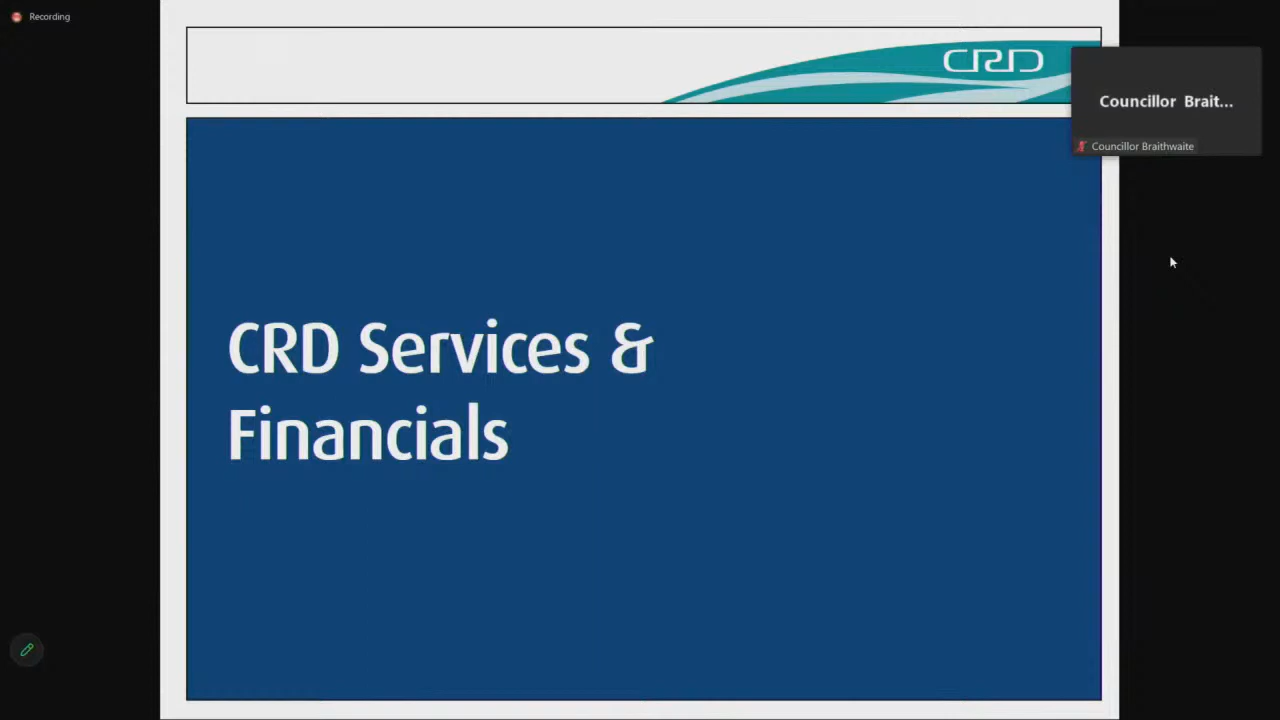 Recording
CRD
Councillor Brait...
Councillor Braithwaite
CRD Services &
Financials